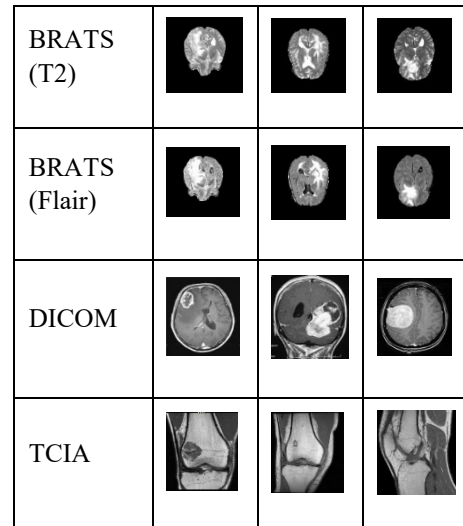 BRATS
(T2)
BRATS
(Flair)
DICOM
TCIA